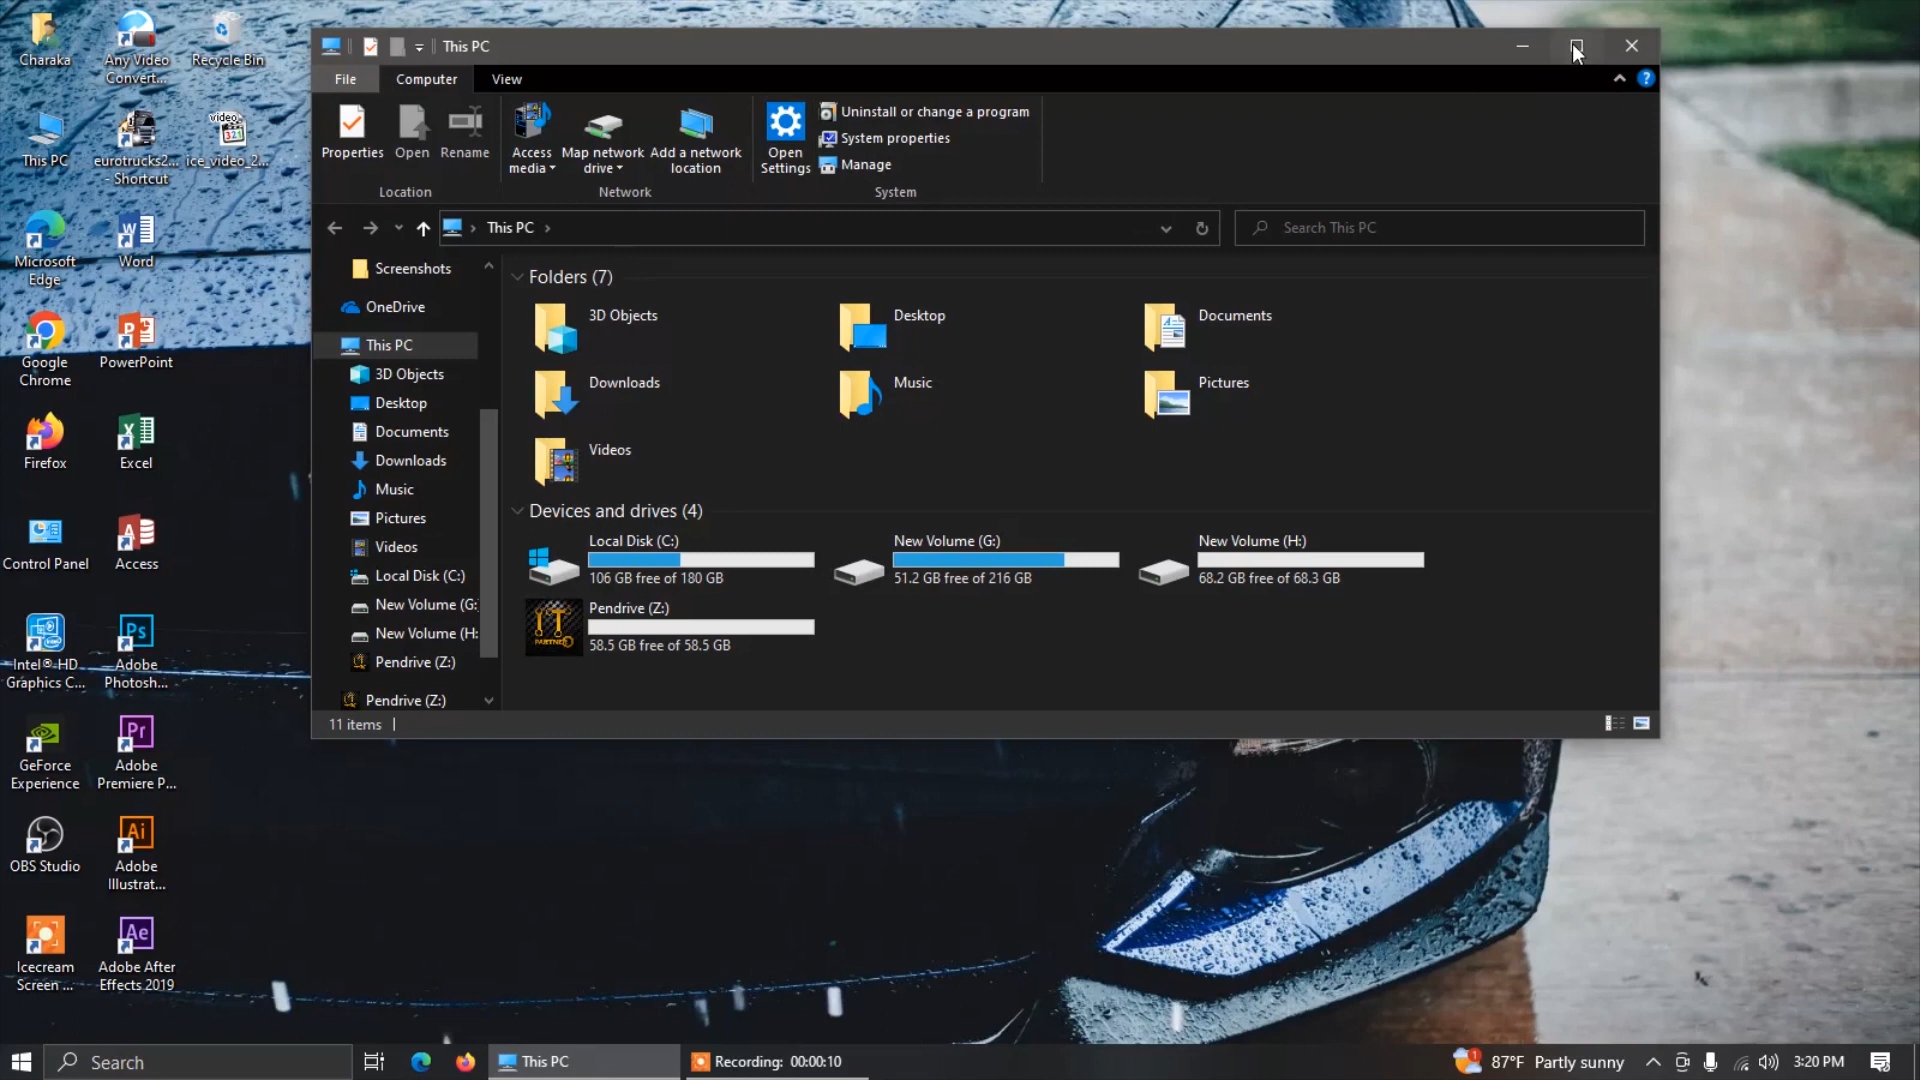 Charaka
Any Video
Convert...
Recycle Bin
This PC
eurotrucks2...
- Shortcut
video
321
ice_video_2...
Microsoft
Edge
Word
Google
Chrome
PowerPoint
Firefox
Excel
Control Panel
Access
Intel® HD
Graphics C...
Adobe
Photosh...
GeForce
Experience
Adobe
Premiere P...
OBS Studio
Adobe
Illustrat...
Icecream
Screen ...
Adobe After
Effects 2019
This PC
File
Computer
View
Properties
Open
Rename
Location
Access
media
Map network
drive
Add a network
location
Network
Open
Settings
Uninstall or change a program
System properties
Manage
System
This PC
Search This PC
Screenshots
OneDrive
This PC
3D Objects
Desktop
Documents
Downloads
Music
Pictures
Videos
Local Disk (C:)
New Volume (G:
New Volume (H:
Pendrive (Z:)
Pendrive (Z:)
Folders (7)
3D Objects
Desktop
Documents
Downloads
Music
Pictures
Videos
Devices and drives (4)
Local Disk (C:)
106 GB free of 180 GB
New Volume (G:)
51.2 GB free of 216 GB
New Volume (H:)
68.2 GB free of 68.3 GB
IT
PARTNER
Pendrive (Z:)
58.5 GB free of 58.5 GB
11 items
Search
This PC
Recording: 00:00:10
1
87°F Partly sunny
3:20 PM